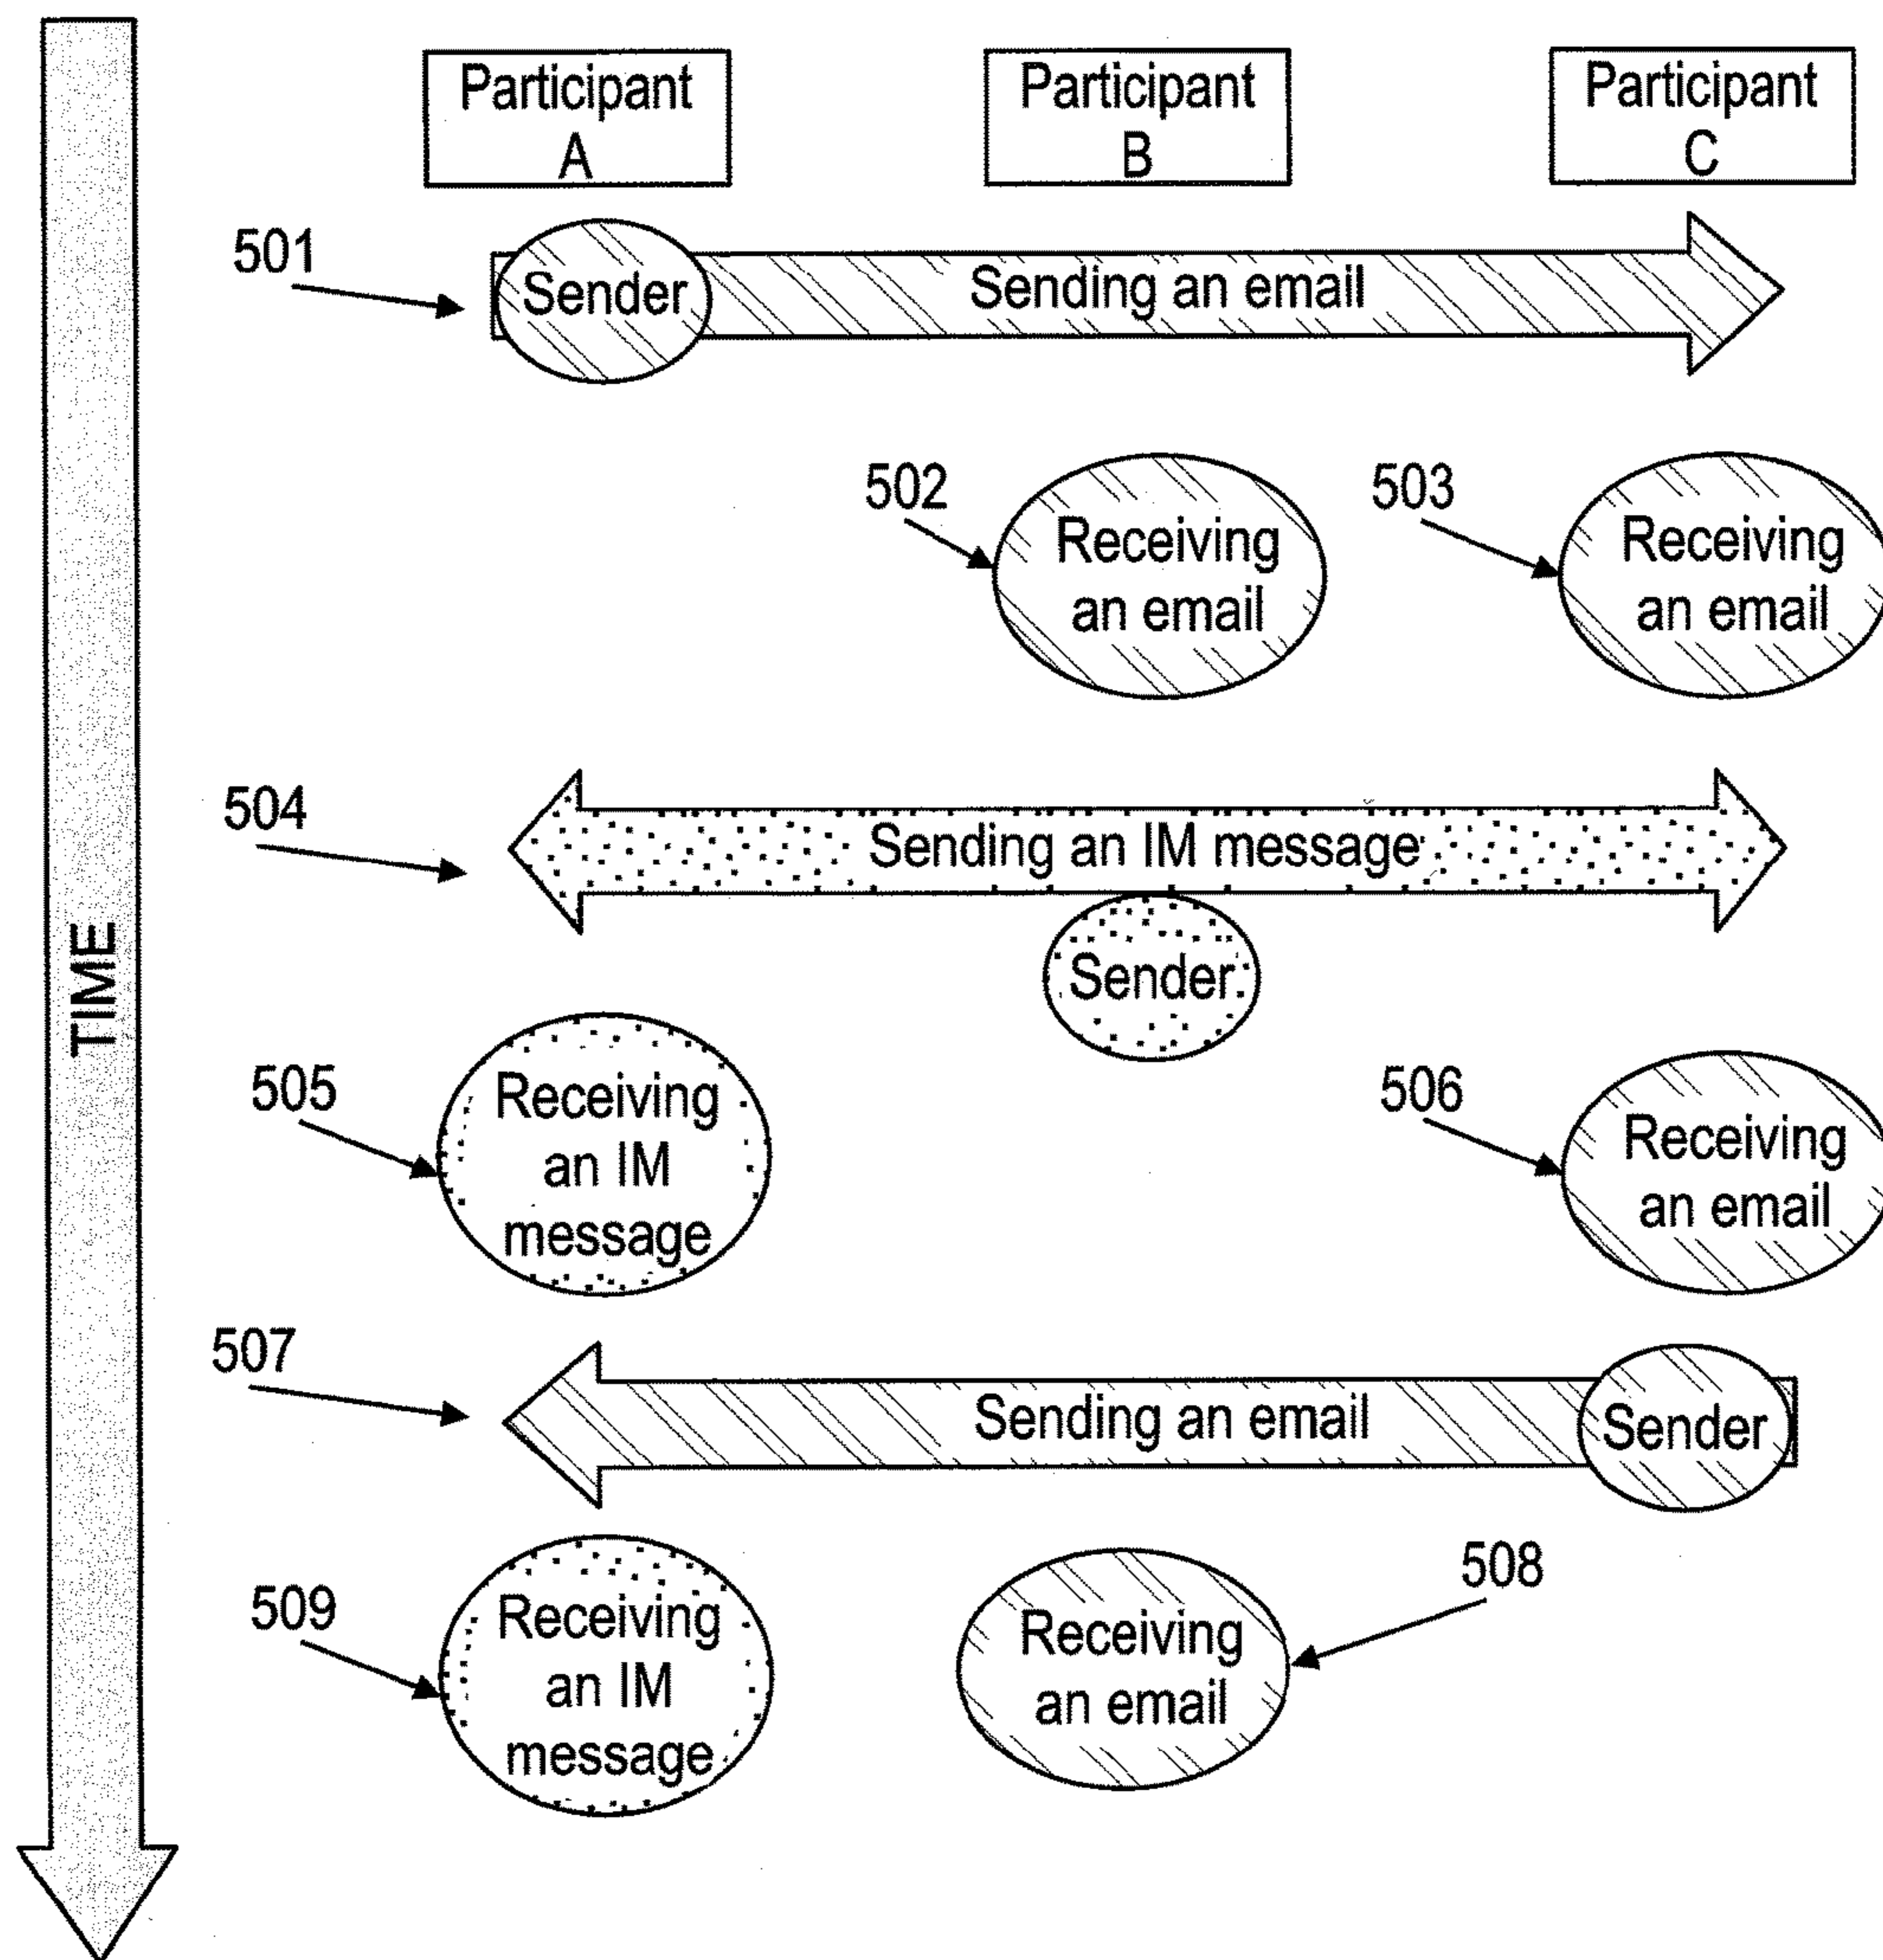 Participant
A
Participant
B
Participant
C
501
Sender
Sending an email
502
Receiving
an email
503
Receiving
an email
504
Sending an IM message
Sender
TIME
505
Receiving
an IM
message
506
Receiving
an email
507
Sending an email
Sender
509
Receiving
an IM
message
Receiving
an email
508